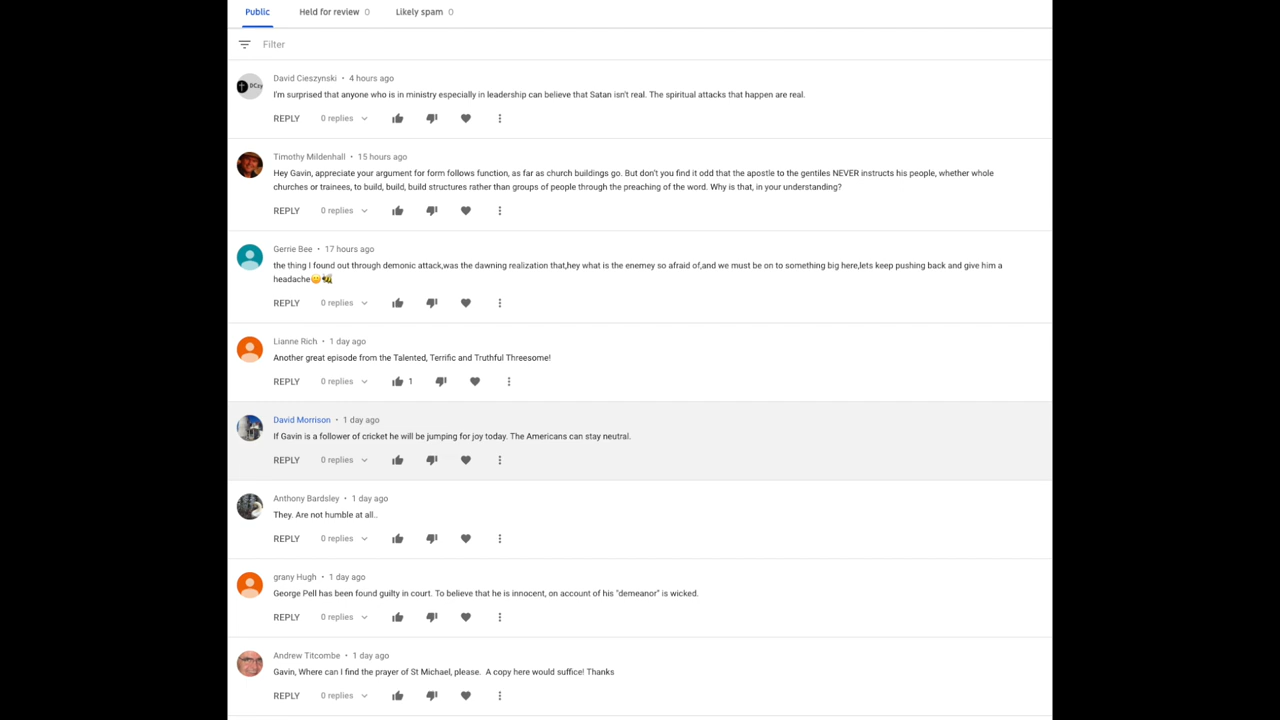 Public Held for review 0 Likely spam 0
Filter
David Cieszynski • 4 hours ago
I'm surprised that anyone who is in ministry especially in leadership can believe that Satan isn't real. The spiritual attacks that happen are real.
REPLY 0 replies
Timothy Mildenhall • 15 hours ago
Hey Gavin, appreciate your argument for form follows function, as far as church buildings go. But don't you find it odd that the apostle to the gentiles NEVER instructs his people, whether whole
churches or trainees, to build, build, build structures rather than groups of people through the preaching of the word. Why is that, in your understanding?
REPLY 0 replies
Gerrie Bee • 17 hours ago
the thing I found out through demonic attack,was the dawning realization that,hey what is the enemey so afraid of,and we must be on to something big here,lets keep pushing back and give him a
headache😊🐝
REPLY 0 replies
Lianne Rich • 1 day ago
Another great episode from the Talented, Terrific and Truthful Threesome!
REPLY 0 replies 1
David Morrison • 1 day ago
If Gavin is a follower of cricket he will be jumping for joy today. The Americans can stay neutral.
REPLY 0 replies
Anthony Bardsley • 1 day ago
They. Are not humble at all..
REPLY 0 replies
grany Hugh • 1 day ago
George Pell has been found guilty in court. To believe that he is innocent, on account of his "demeanor" is wicked.
REPLY 0 replies
Andrew Titcombe • 1 day ago
Gavin, Where can I find the prayer of St Michael, please. A copy here would suffice! Thanks
REPLY 0 replies